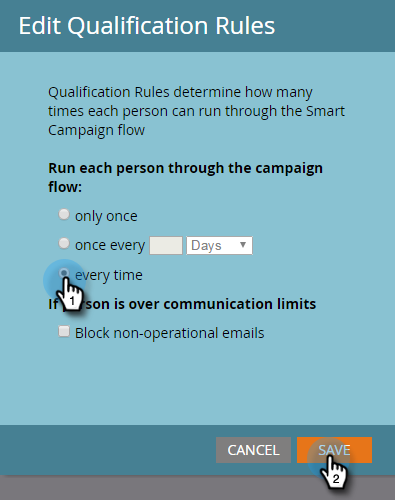 Edit Qualification Rules
Qualification Rules determine how many
times each person can run through the Smart
Campaign flow
Run each person through the campaign
flow:
only once
once every Days
every time
1
If person is over communication limits
Block non-operational emails
CANCEL SAVE
2